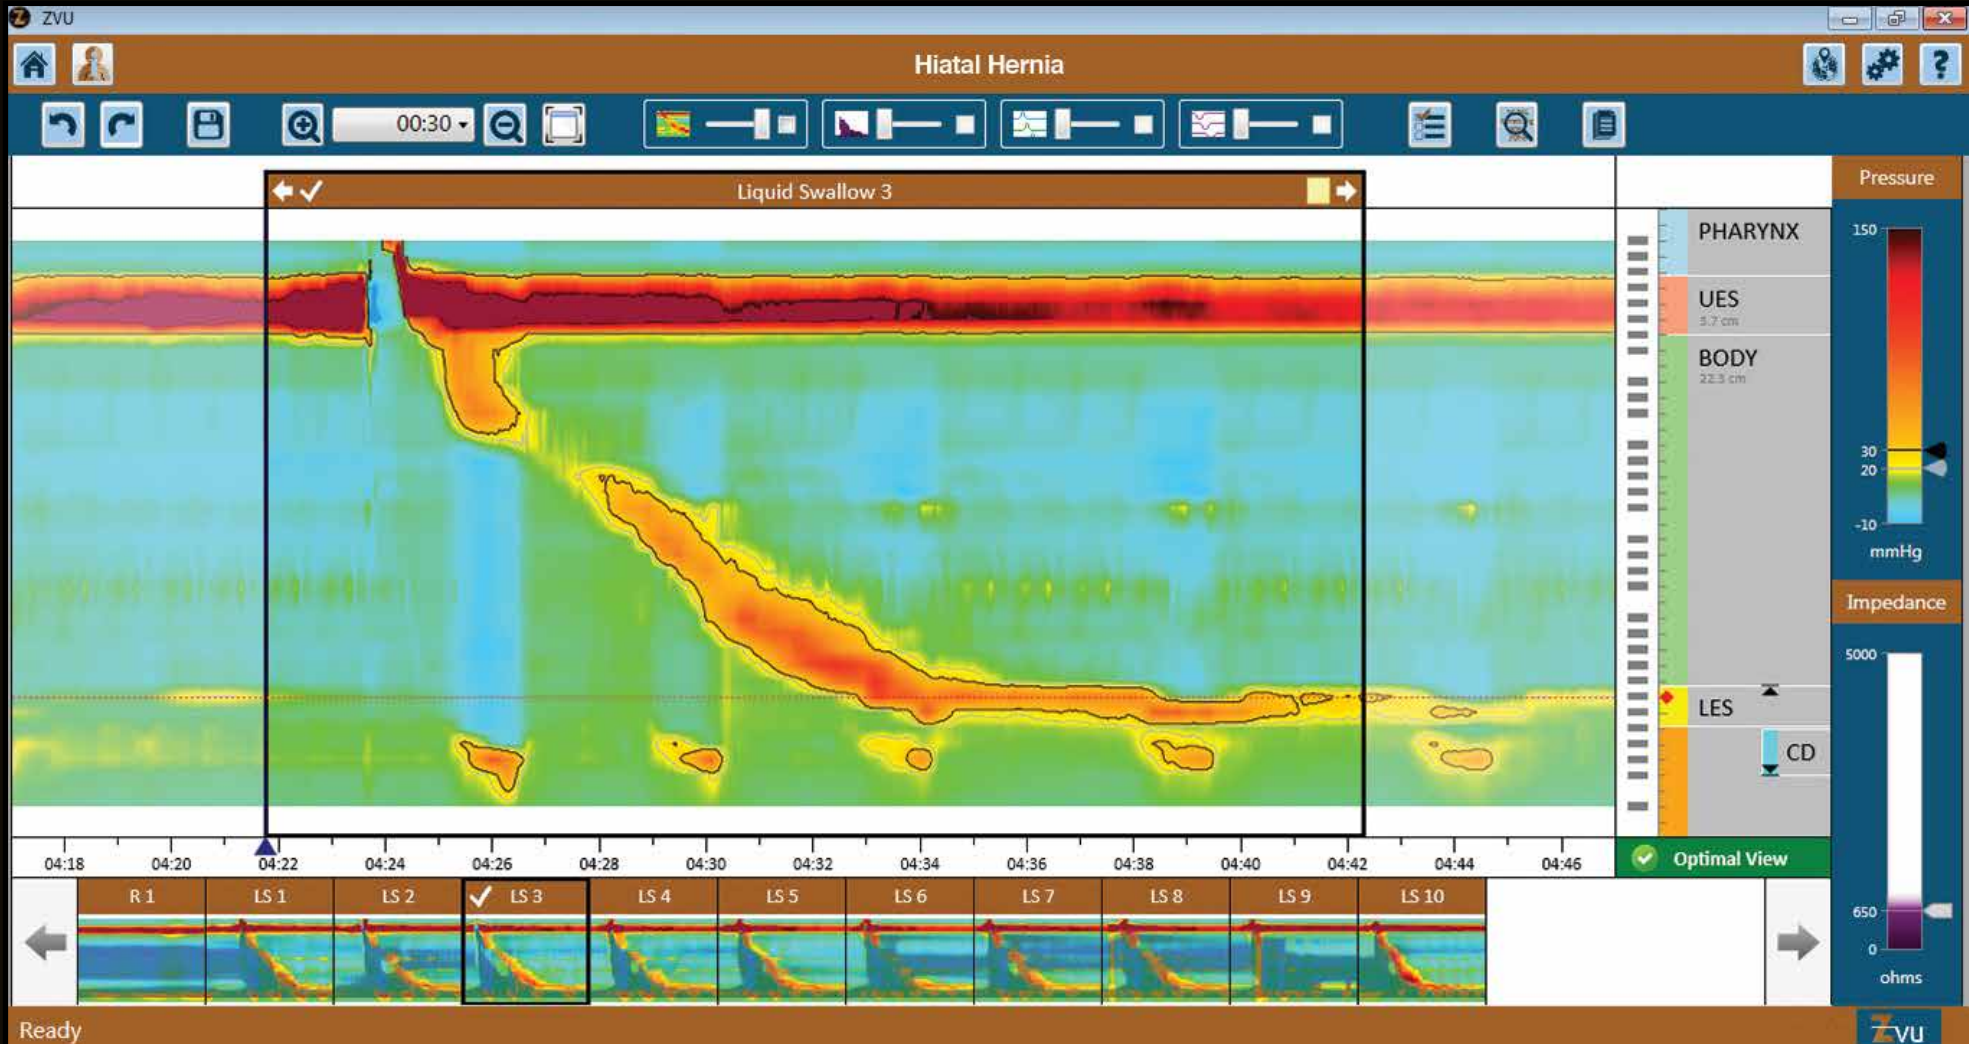 ZVU
Hiatal Hernia
00:30
Liquid Swallow 3
PHARYNX
UES
5.7 cm
BODY
22.3 cm
LES
CD
Pressure
150
30
20
-10
mmHg
Impedance
5000
650
0
ohms
04:18 04:20 04:22 04:24 04:26 04:28 04:30 04:32 04:34 04:36 04:38 04:40 04:42 04:44 04:46
Optimal View
R 1 LS 1 LS 2 LS 3 LS 4 LS 5 LS 6 LS 7 LS 8 LS 9 LS 10
Ready
ZVU